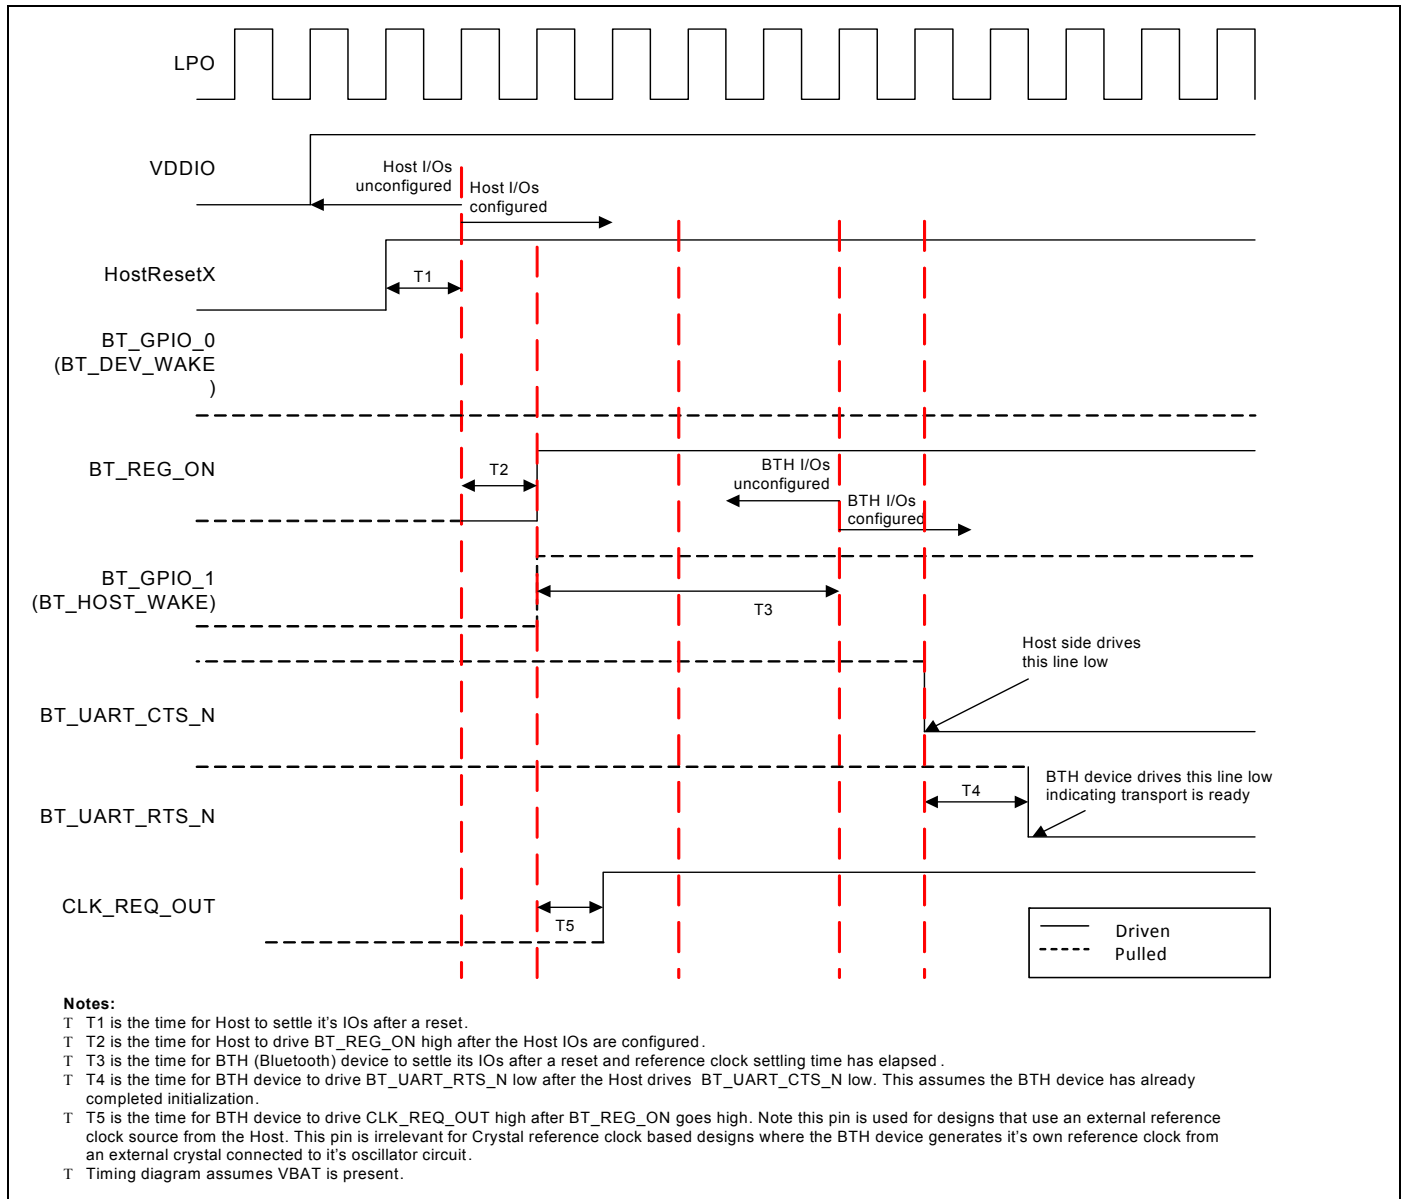 LPO
VDDIO
Host I/Os
unconfigured
Host I/Os
configured
HostResetX
T1
BT_GPIO_0
(BT_DEV_WAKE
)
BT_REG_ON
T2
BTH I/Os
unconfigured
BTH I/Os
configured
BT_GPIO_1
(BT_HOST_WAKE)
T3
Host side drives
this line low
BT_UART_CTS_N
BT_UART_RTS_N
T4
BTH device drives this line low
indicating transport is ready
CLK_REQ_OUT
T5
Driven
Pulled
Notes:
T T1 is the time for Host to settle it's IOs after a reset.
T T2 is the time for Host to drive BT_REG_ON high after the Host IOs are configured.
T T3 is the time for BTH (Bluetooth) device to settle its IOs after a reset and reference clock settling time has elapsed.
T T4 is the time for BTH device to drive BT_UART_RTS_N low after the Host drives BT_UART_CTS_N low. This assumes the BTH device has already
completed initialization.
T T5 is the time for BTH device to drive CLK_REQ_OUT high after BT_REG_ON goes high. Note this pin is used for designs that use an external reference
clock source from the Host. This pin is irrelevant for Crystal reference clock based designs where the BTH device generates it's own reference clock from
an external crystal connected to it's oscillator circuit.
T Timing diagram assumes VBAT is present.